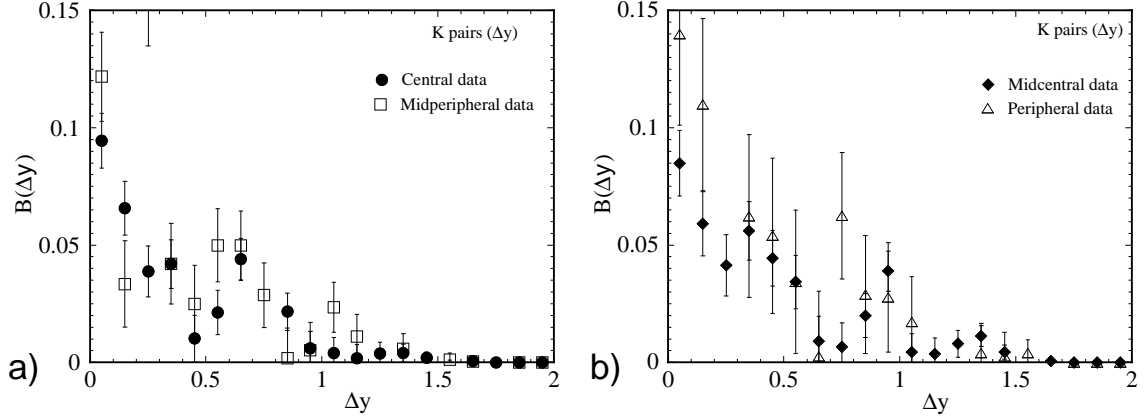 0.15
K pairs (Δy)
Central data
Midperipheral data
0.1
B(Δy)
0.05
0
a)
0
0.5
1
1.5
2
Δy
0.15
K pairs (Δy)
Midcentral data
Peripheral data
0.1
B(Δy)
0.05
0
b)
0
0.5
1
1.5
2
Δy